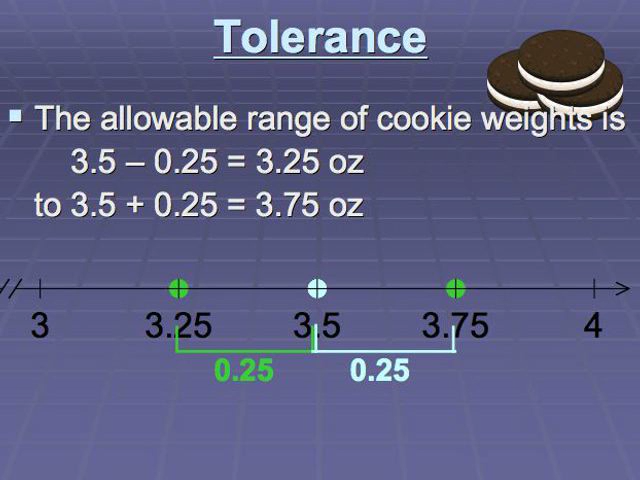 Tolerance
The allowable range of cookie weights is
3.5 – 0.25 = 3.25 oz
to 3.5 + 0.25 = 3.75 oz
3 3.25 3.5 3.75 4
0.25 0.25